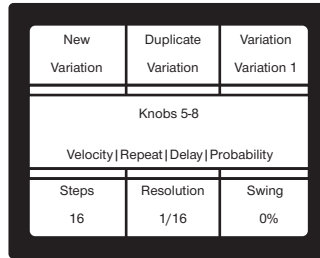 New Duplicate Variation
Variation Variation Variation 1
Knobs 5-8
Velocity|Repeat|Delay|Probability
Steps Resolution Swing
16 1/16 0%